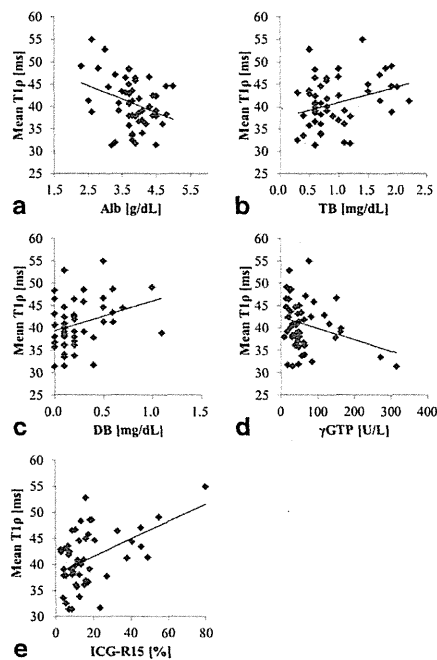 60
55
50
45
40
35
30
25
Mean T1ρ [ms]
1.5 2.5 3.5 4.5 5.5
a
Alb [g/dL]
60
55
50
45
40
35
30
25
Mean T1ρ [ms]
0.0 0.5 1.0 1.5 2.0 2.5
b
TB [mg/dL]
60
55
50
45
40
35
30
25
Mean T1ρ [ms]
0.0 0.5 1.0 1.5
c
DB [mg/dL]
60
55
50
45
40
35
30
25
Mean T1ρ [ms]
0 100 200 300 400
d
γGTP [U/L]
60
55
50
45
40
35
30
Mean T1ρ [ms]
0 20 40 60 80
e
ICG-R15 [%]